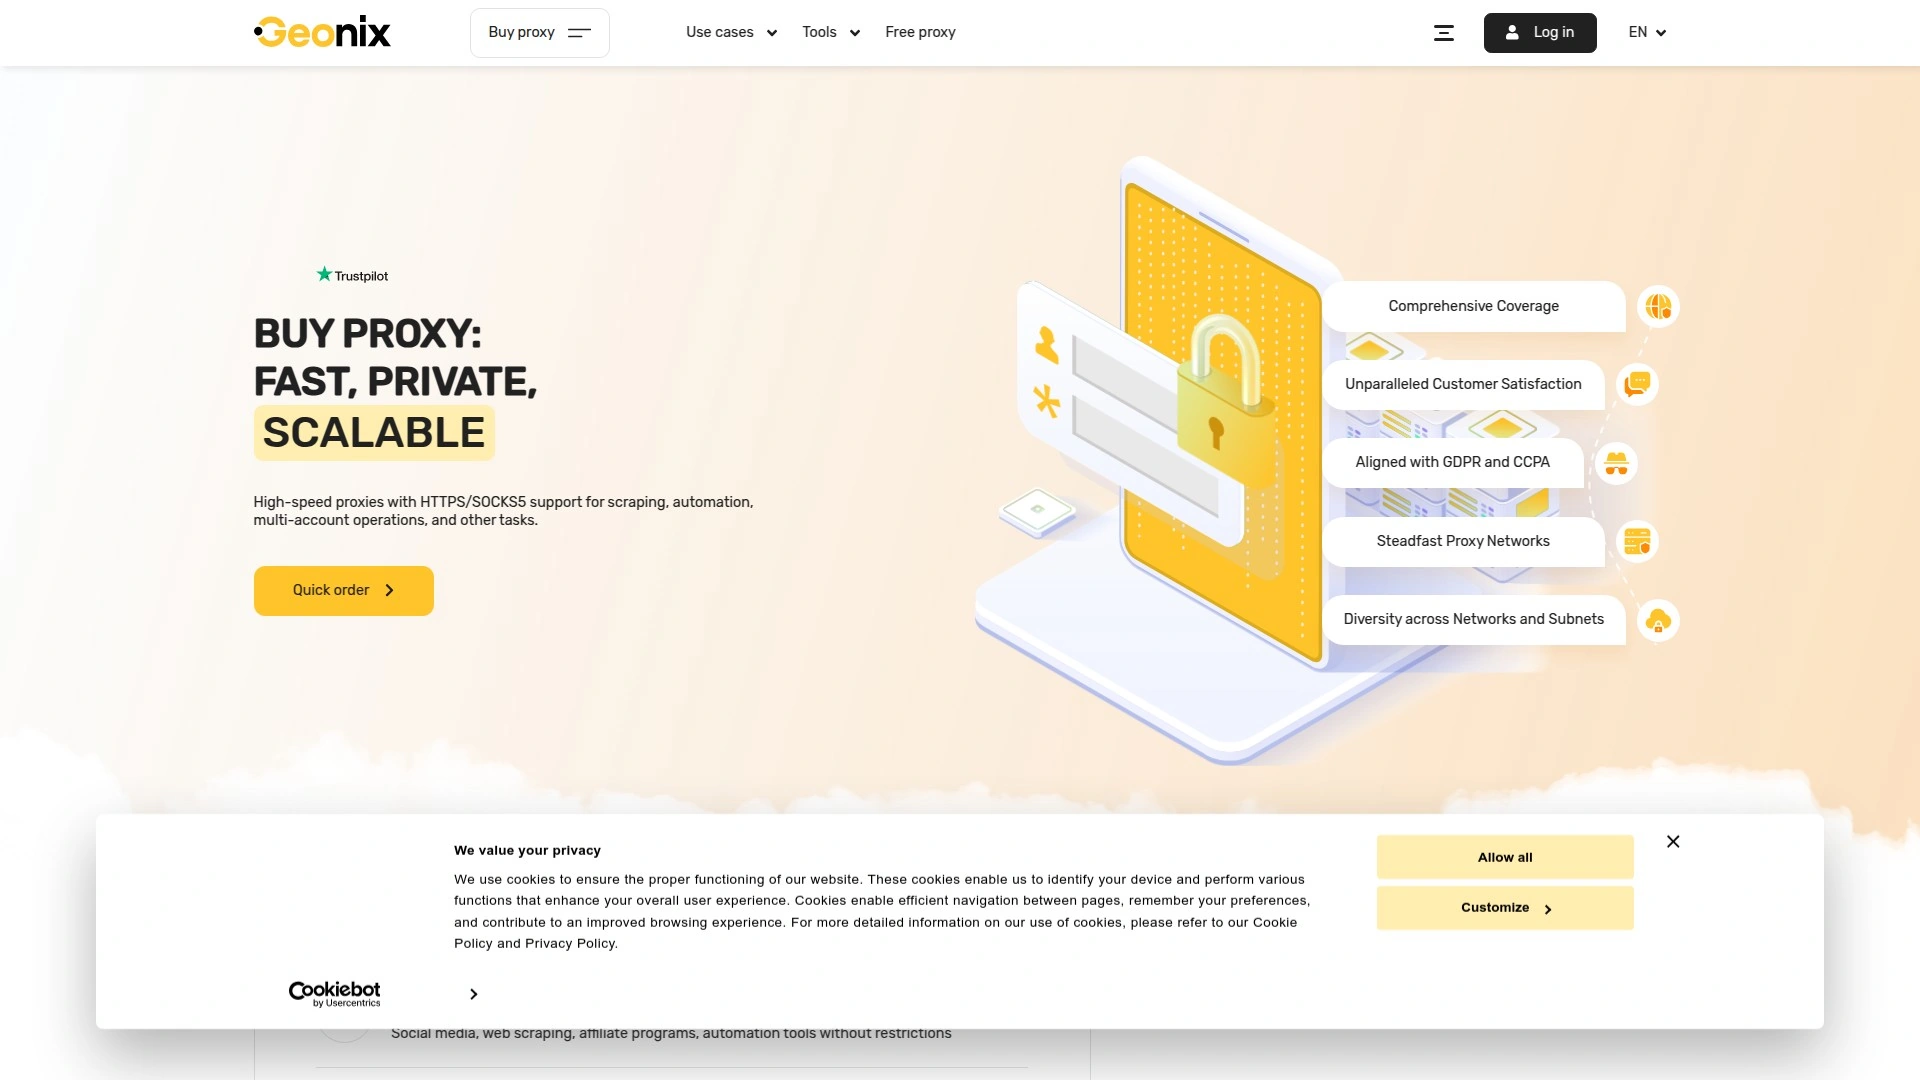 Geonix
Buy proxy
Use cases
Tools
Free proxy
Log in
EN
Trustpilot
BUY PROXY:
FAST, PRIVATE,
SCALABLE
High-speed proxies with HTTPS/SOCKS5 support for scraping, automation,
multi-account operations, and other tasks.
Quick order
Comprehensive Coverage
Unparalleled Customer Satisfaction
Aligned with GDPR and CCPA
Steadfast Proxy Networks
Diversity across Networks and Subnets
We value your privacy
We use cookies to ensure the proper functioning of our website. These cookies enable us to identify your device and perform various
functions that enhance your overall user experience. Cookies enable efficient navigation between pages, remember your preferences,
and contribute to an improved browsing experience. For more detailed information on our use of cookies, please refer to our Cookie
Policy and Privacy Policy.
Allow all
Customize
Cookiebot
by Usercentrics
Social media, web scraping, affiliate programs, automation tools without restrictions